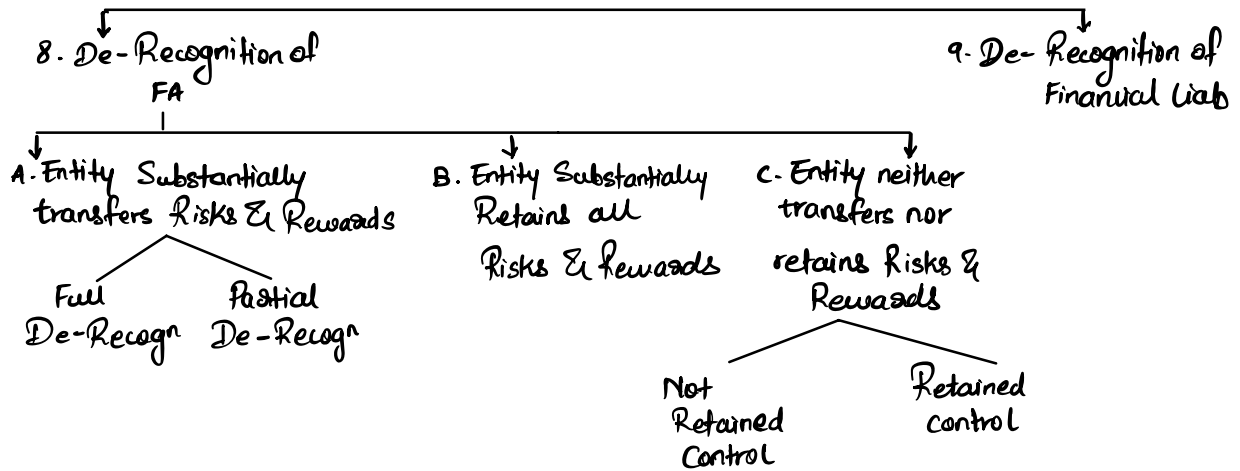 8. De-Recognition of
FA
9. De-Recognition of
Financial Liab
A. Entity Substantially
transfers Risks & Rewards
B. Entity Substantially
Retains all
Risks & Rewards
C. Entity neither
transfers nor
retains Risks &
Rewards
Full
De-Recogn
Partial
De-Recogn
Not
Retained
Control
Retained
control